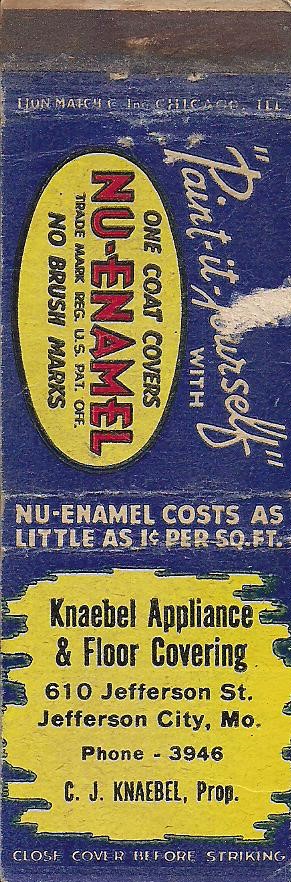 LION MATCH C Inc CHICAGO, ILL
"Paint-it-yourself"
WITH
ONE COAT COVERS
NU-ENAMEL
TRADE MARK REG. U.S. PAT. OFF.
NO BRUSH MARKS
NU-ENAMEL COSTS AS
LITTLE AS 1¢ PER SQ. FT.
Knaebel Appliance
& Floor Covering
610 Jefferson St.
Jefferson City, Mo.
Phone - 3946
C. J. KNAEBEL, Prop.
CLOSE COVER BEFORE STRIKING